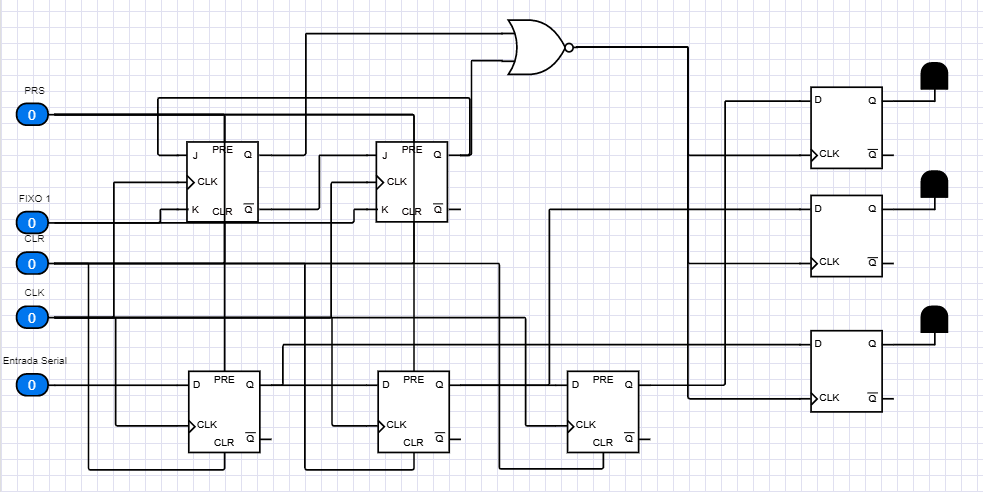 PRS
0
FIXO 1
0
CLR
0
CLK
0
Entrada Serial
0
J PRE Q
CLK
K CLR Q
J PRE Q
CLK
K CLR Q
D PRE Q
CLK
CLR Q
D PRE Q
CLK
CLR Q
D PRE Q
CLK
CLR Q
D Q
CLK Q
D Q
CLK Q
D Q
CLK Q